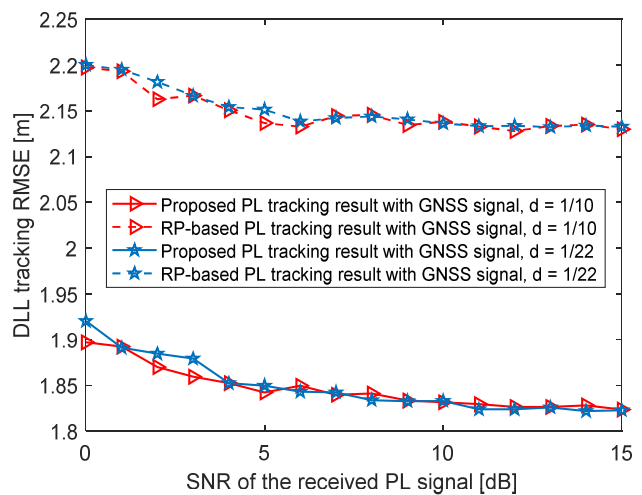 2.25
2.2
2.15
2.1
2.05
2
1.95
1.9
1.85
1.8
DLL tracking RMSE [m]
Proposed PL tracking result with GNSS signal, d = 1/10
RP-based PL tracking result with GNSS signal, d = 1/10
Proposed PL tracking result with GNSS signal, d = 1/22
RP-based PL tracking result with GNSS signal, d = 1/22
0
5
10
15
SNR of the received PL signal [dB]